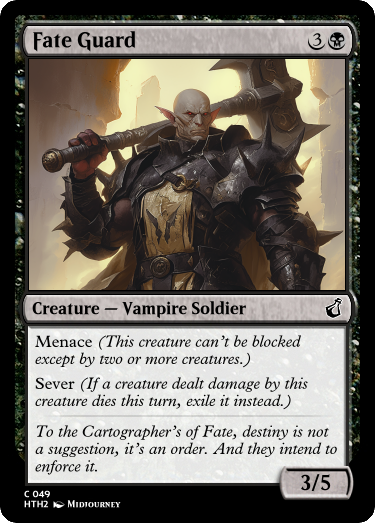 Fate Guard 3
Creature — Vampire Soldier
Menace (This creature can't be blocked
except by two or more creatures.)
Sever (If a creature dealt damage by this
creature dies this turn, exile it instead.)
To the Cartographer's of Fate, destiny is not
a suggestion, it's an order. And they intend to
enforce it.
3/5
C 049
HTH2 Midjourney